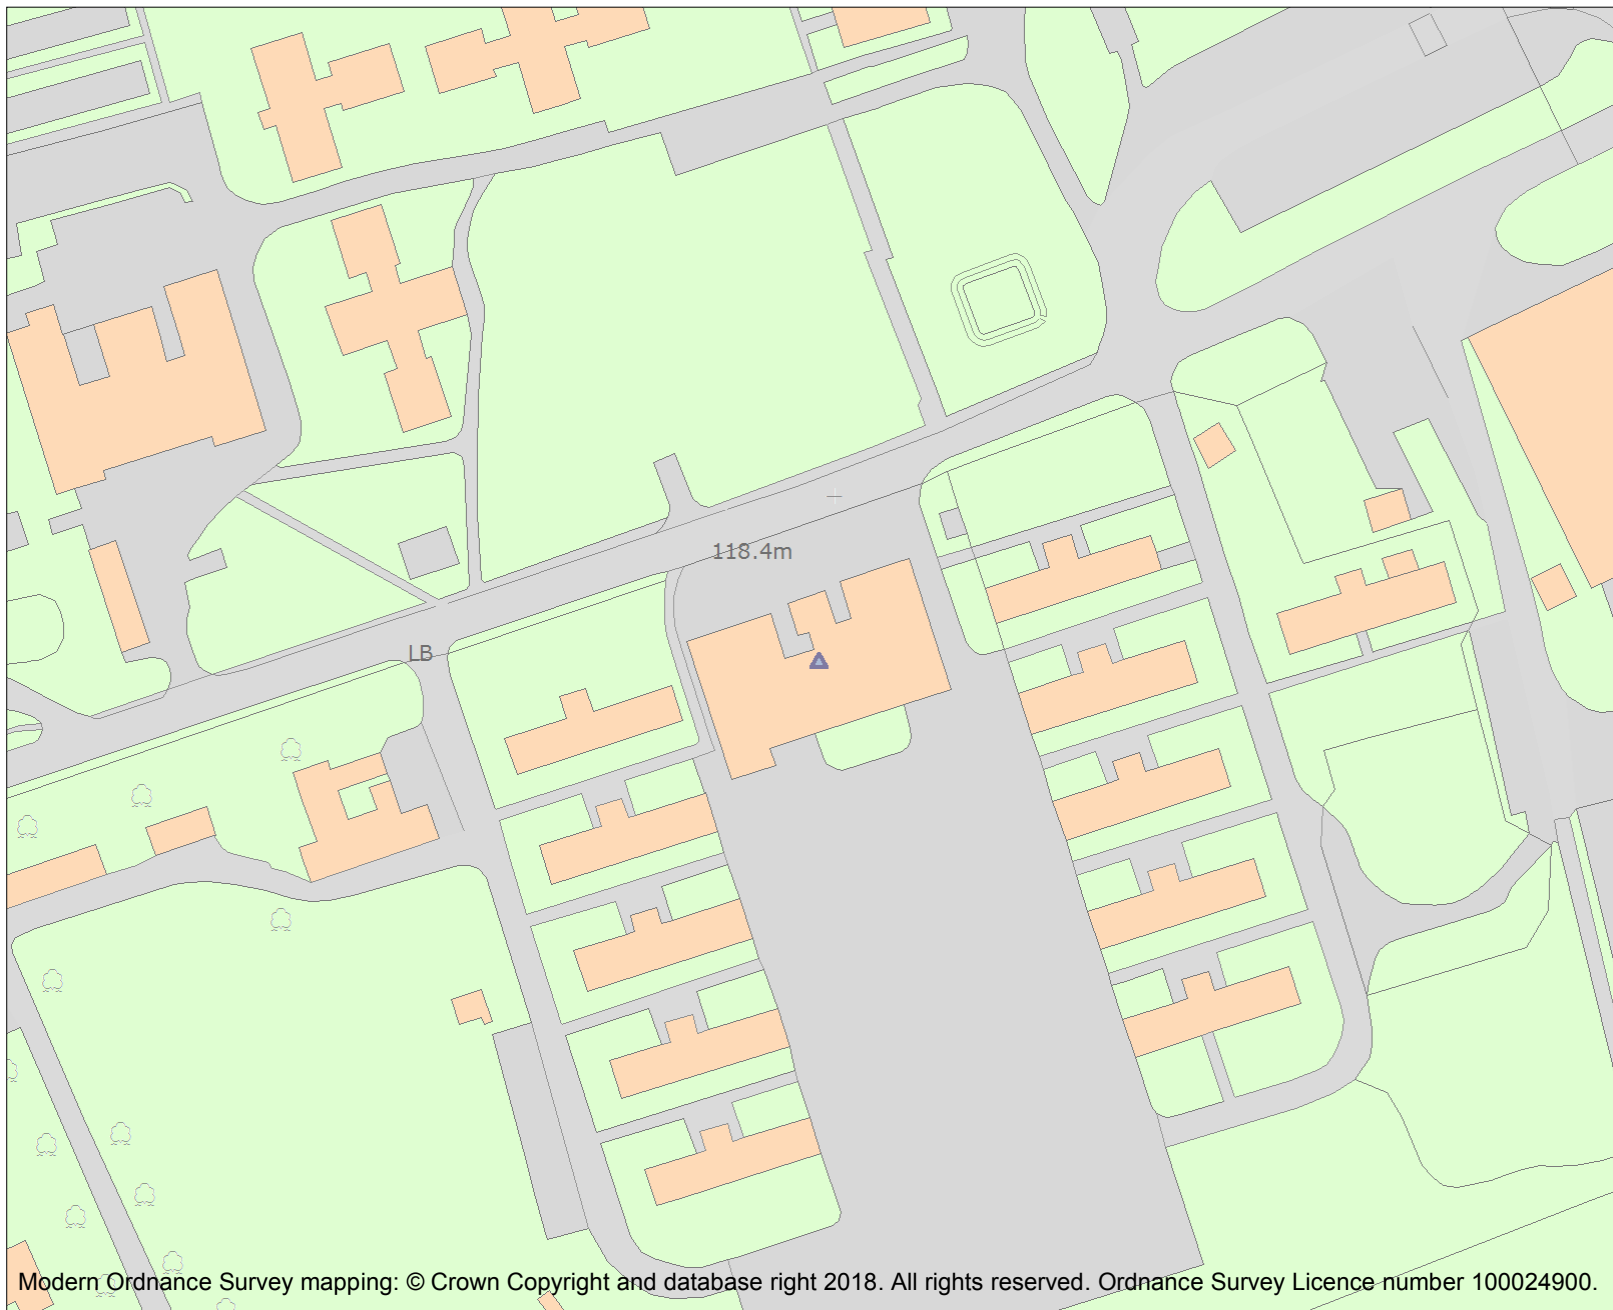 118.4m
LB
Modern Ordnance Survey mapping: © Crown Copyright and database right 2018. All rights reserved. Ordnance Survey Licence number 100024900.